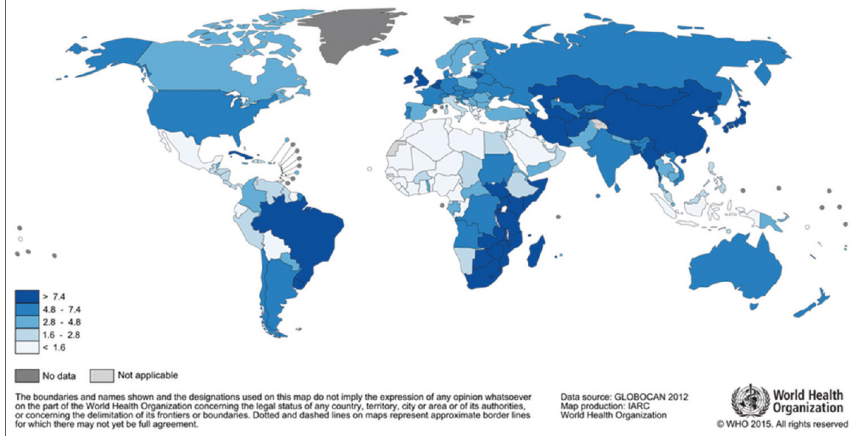 > 7.4
4.8 - 7.4
2.8 - 4.8
1.6 - 2.8
< 1.6
No data
Not applicable
The boundaries and names shown and the designations used on this map do not imply the expression of any opinion whatsoever
on the part of the World Health Organization concerning the legal status of any country, territory, city or area or of its authorities,
or concerning the delimitation of its frontiers or boundaries. Dotted and dashed lines on maps represent approximate border lines
for which there may not yet be full agreement.
Data source: GLOBOCAN 2012
Map production: IARC
World Health Organization
World Health
Organization
© WHO 2015. All rights reserved